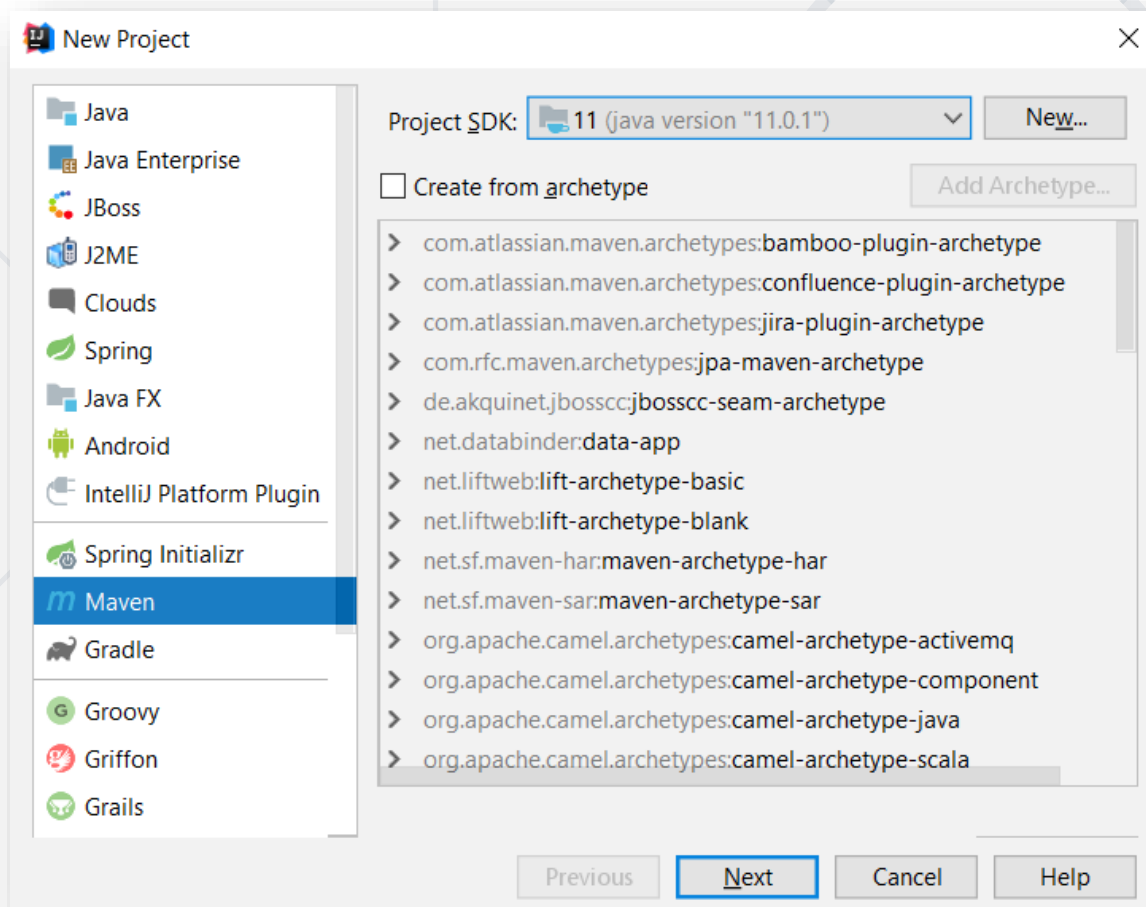 New Project
Java
Java Enterprise
JBoss
J2ME
Clouds
Spring
Java FX
Android
IntelliJ Platform Plugin
Spring Initializr
Maven
Gradle
Groovy
Griffon
Grails
Project SDK: 11 (java version "11.0.1") New...
Create from archetype Add Archetype...
com.atlassian.maven.archetypes:bamboo-plugin-archetype
com.atlassian.maven.archetypes:confluence-plugin-archetype
com.atlassian.maven.archetypes:jira-plugin-archetype
com.rfc.maven.archetypes:jpa-maven-archetype
de.akquinet.jbosscc:jbosscc-seam-archetype
net.databinder:data-app
net.liftweb:lift-archetype-basic
net.liftweb:lift-archetype-blank
net.sf.maven-har:maven-archetype-har
net.sf.maven-sar:maven-archetype-sar
org.apache.camel.archetypes:camel-archetype-activemq
org.apache.camel.archetypes:camel-archetype-component
org.apache.camel.archetypes:camel-archetype-java
org.apache.camel.archetypes:camel-archetype-scala
Previous Next Cancel Help